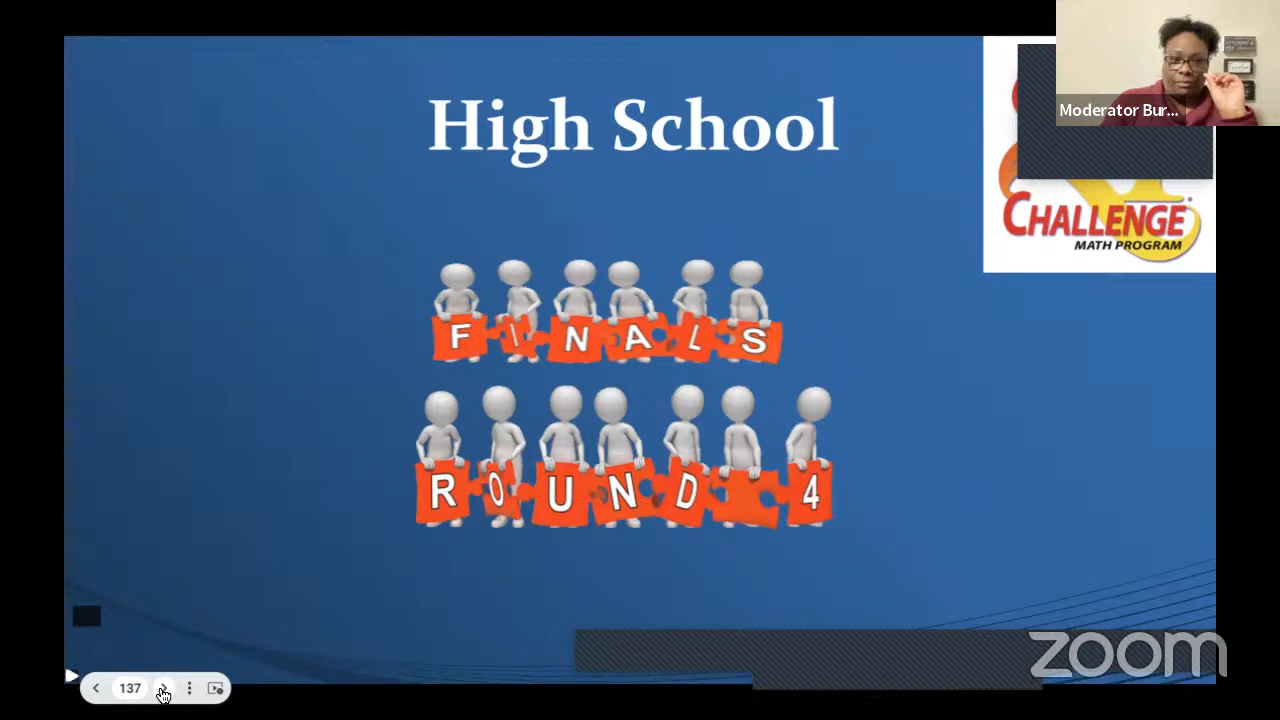 High School
Moderator Bur...
CHALLENGE
MATH PROGRAM
FINALS
ROUND 4
zoom
137